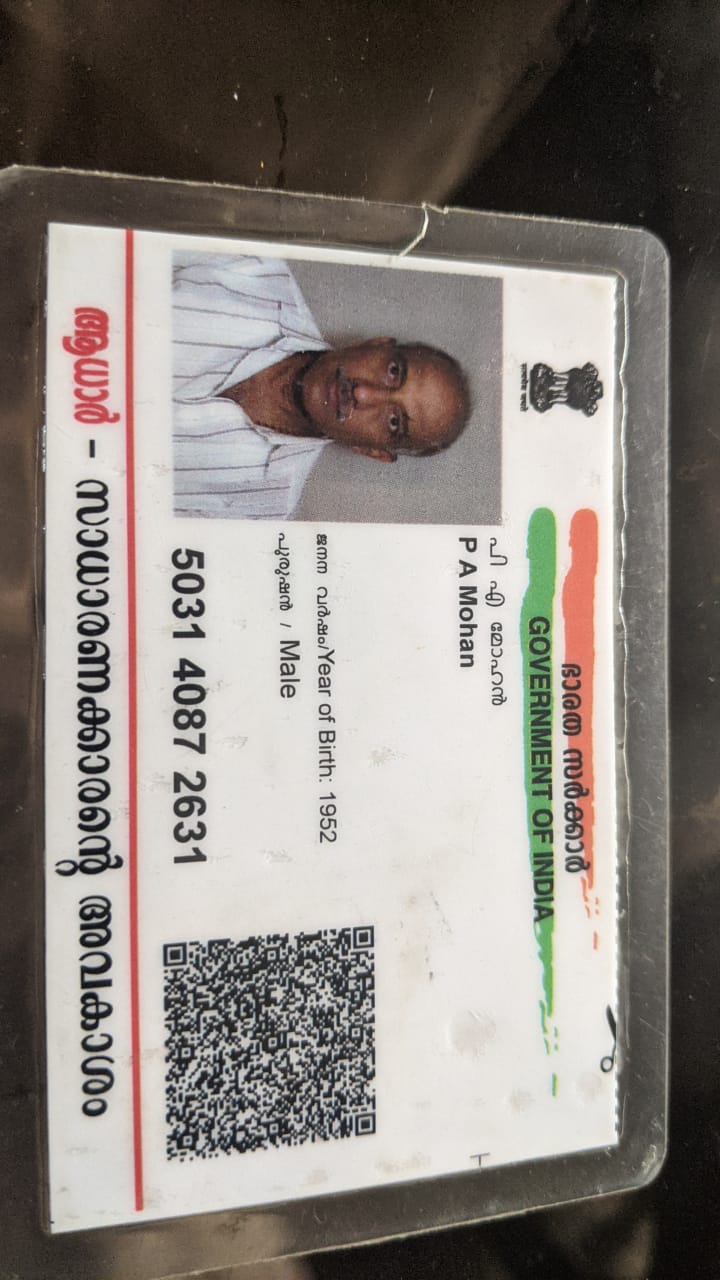 ഭാരത സർക്കാർ
GOVERNMENT OF INDIA
പി എ മോഹൻ
P A Mohan
ജനന വർഷം/Year of Birth: 1952
പുരുഷൻ / Male
5031 4087 2631
ആധാർ - സാധാരണക്കാരന്റെ അവകാശം